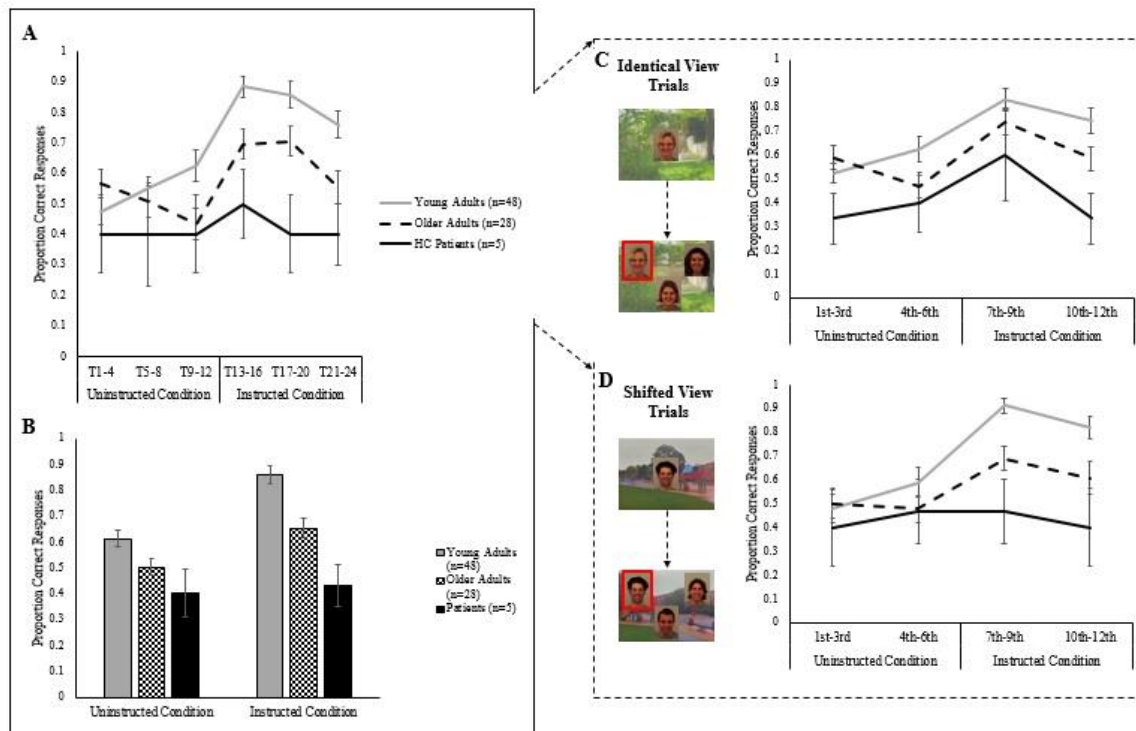 A
1
0.9
0.8
0.7
0.6
0.5
0.4
0.3
0.2
0.1
0
Proportion Correct Responses
T1-4 T5-8 T9-12 T13-16 T17-20 T21-24
Uninstructed Condition Instructed Condition
Young Adults (n=48)
Older Adults (n=28)
HC Patients (n=5)
B
1
0.9
0.8
0.7
0.6
0.5
0.4
0.3
0.2
0.1
0
Proportion Correct Responses
Uninstructed Condition Instructed Condition
Young Adults
(n=48)
Older Adults
(n=28)
Patients (n=5)
C
Identical View
Trials
1
0.9
0.8
0.7
0.6
0.5
0.4
0.3
0.2
0.1
0
Proportion Correct Responses
1st-3rd 4th-6th 7th-9th 10th-12th
Uninstructed Condition Instructed Condition
D
Shifted View
Trials
1
0.9
0.8
0.7
0.6
0.5
0.4
0.3
0.2
0.1
0
Proportion Correct Responses
1st-3rd 4th-6th 7th-9th 10th-12th
Uninstructed Condition Instructed Condition